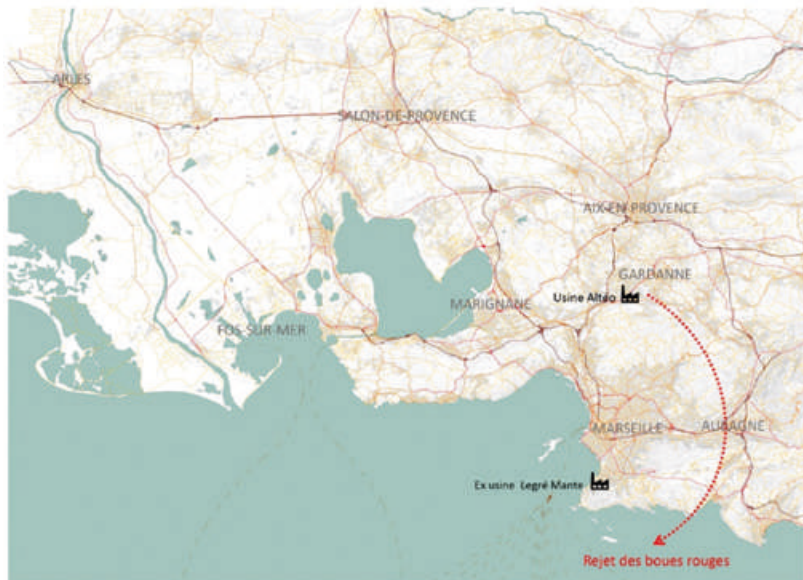 ARLES
SALON-DE-PROVENCE
AIX-EN-PROVENCE
GARDANNE
Usine Altéo
MARIGNANE
FOS-SUR-MER
MARSEILLE
AUBAGNE
Ex usine Legré Mante
Rejet des boues rouges